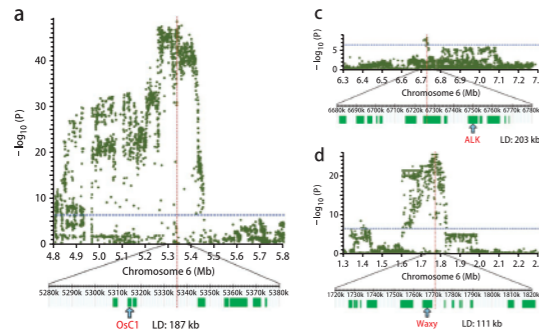 a
− log10 (P)
40
30
20
10
0
4.8 4.9 5.0 5.1 5.2 5.3 5.4 5.5 5.6 5.7 5.8
Chromosome 6 (Mb)
5280k 5290k 5300k 5310k 5320k 5330k 5340k 5350k 5360k 5370k 5380k
OsC1 LD: 187 kb
c
− log10 (P)
10
5
0
6.3 6.4 6.5 6.6 6.7 6.8 6.9 7.0 7.1 7.2
Chromosome 6 (Mb)
6680k 6690k 6700k 6710k 6720k 6730k 6740k 6750k 6760k 6770k 6780k
ALK LD: 203 kb
d
− log10 (P)
20
10
0
1.3 1.4 1.5 1.6 1.7 1.8 1.9 2.0 2.1 2.2
Chromosome 6 (Mb)
1720k 1730k 1740k 1750k 1760k 1770k 1780k 1790k 1800k 1810k 1820k
Waxy LD: 111 kb